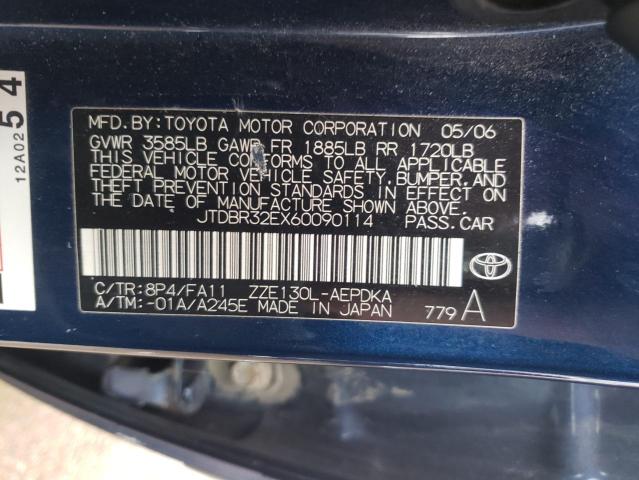 MFD. BY: TOYOTA MOTOR CORPORATION 05/06
GVWR 3585LB GAWR FR 1885LB RR 1720LB
THIS VEHICLE CONFORMS TO ALL APPLICABLE
FEDERAL MOTOR VEHICLE SAFETY, BUMPER, AND
THEFT PREVENTION STANDARDS IN EFFECT ON
THE DATE OF MANUFACTURE SHOWN ABOVE.
JTDBR32EX60090114 PASS. CAR
C/TR: 8P4/FA11 ZZE130L-AEPDKA
A/TM: -01A/A245E MADE IN JAPAN
779 A
TOYOTA
12A02
54